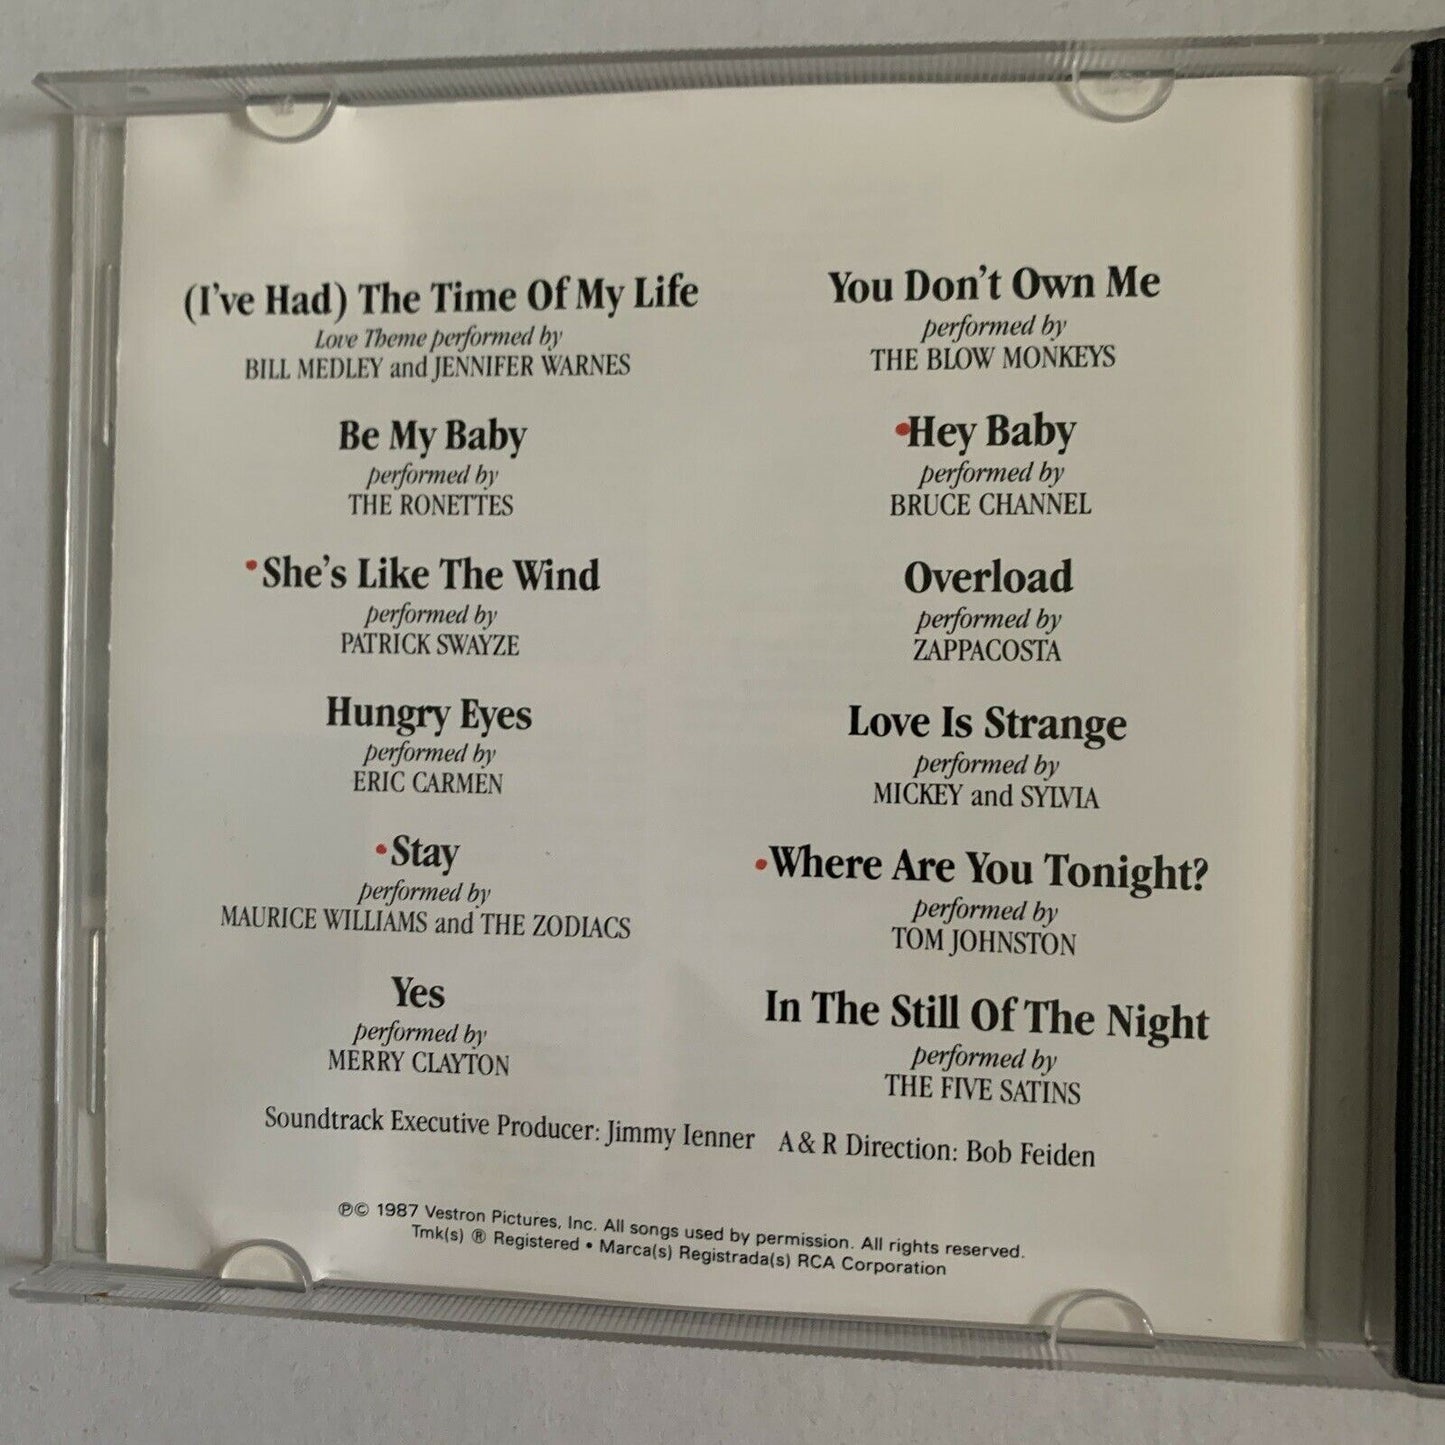 (I've Had) The Time Of My Life
Love Theme performed by
BILL MEDLEY and JENNIFER WARNES
Be My Baby
performed by
THE RONETTES
•She's Like The Wind
performed by
PATRICK SWAYZE
Hungry Eyes
performed by
ERIC CARMEN
•Stay
performed by
MAURICE WILLIAMS and THE ZODIACS
Yes
performed by
MERRY CLAYTON
You Don't Own Me
performed by
THE BLOW MONKEYS
•Hey Baby
performed by
BRUCE CHANNEL
Overload
performed by
ZAPPACOSTA
Love Is Strange
performed by
MICKEY and SYLVIA
•Where Are You Tonight?
performed by
TOM JOHNSTON
In The Still Of The Night
performed by
THE FIVE SATINS
Soundtrack Executive Producer: Jimmy Ienner A & R Direction: Bob Feiden
℗© 1987 Vestron Pictures, Inc. All songs used by permission. All rights reserved.
Tmk(s) ® Registered • Marca(s) Registrada(s) RCA Corporation